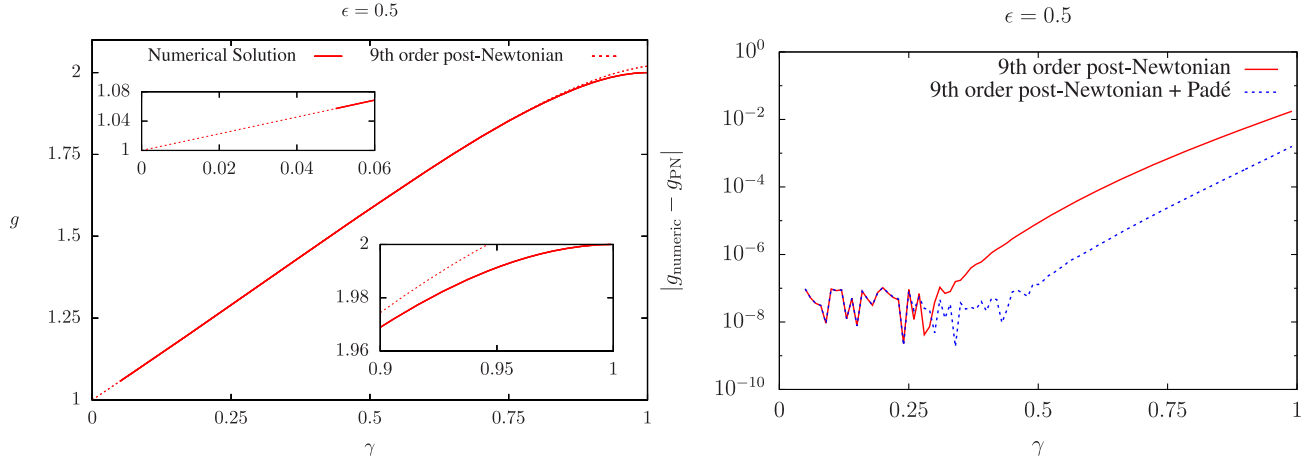 ϵ = 0.5
Numerical Solution 9th order post-Newtonian
2
1.75
1.5
1.25
1
g
1.08
1.04
1
0 0.02 0.04 0.06
2
1.98
1.96
0.9 0.95 1
0 0.25 0.5 0.75 1
γ
ϵ = 0.5
9th order post-Newtonian
9th order post-Newtonian + Padé
10^0
10^−2
10^−4
10^−6
10^−8
10^−10
|g_numeric − g_PN|
0 0.25 0.5 0.75 1
γ